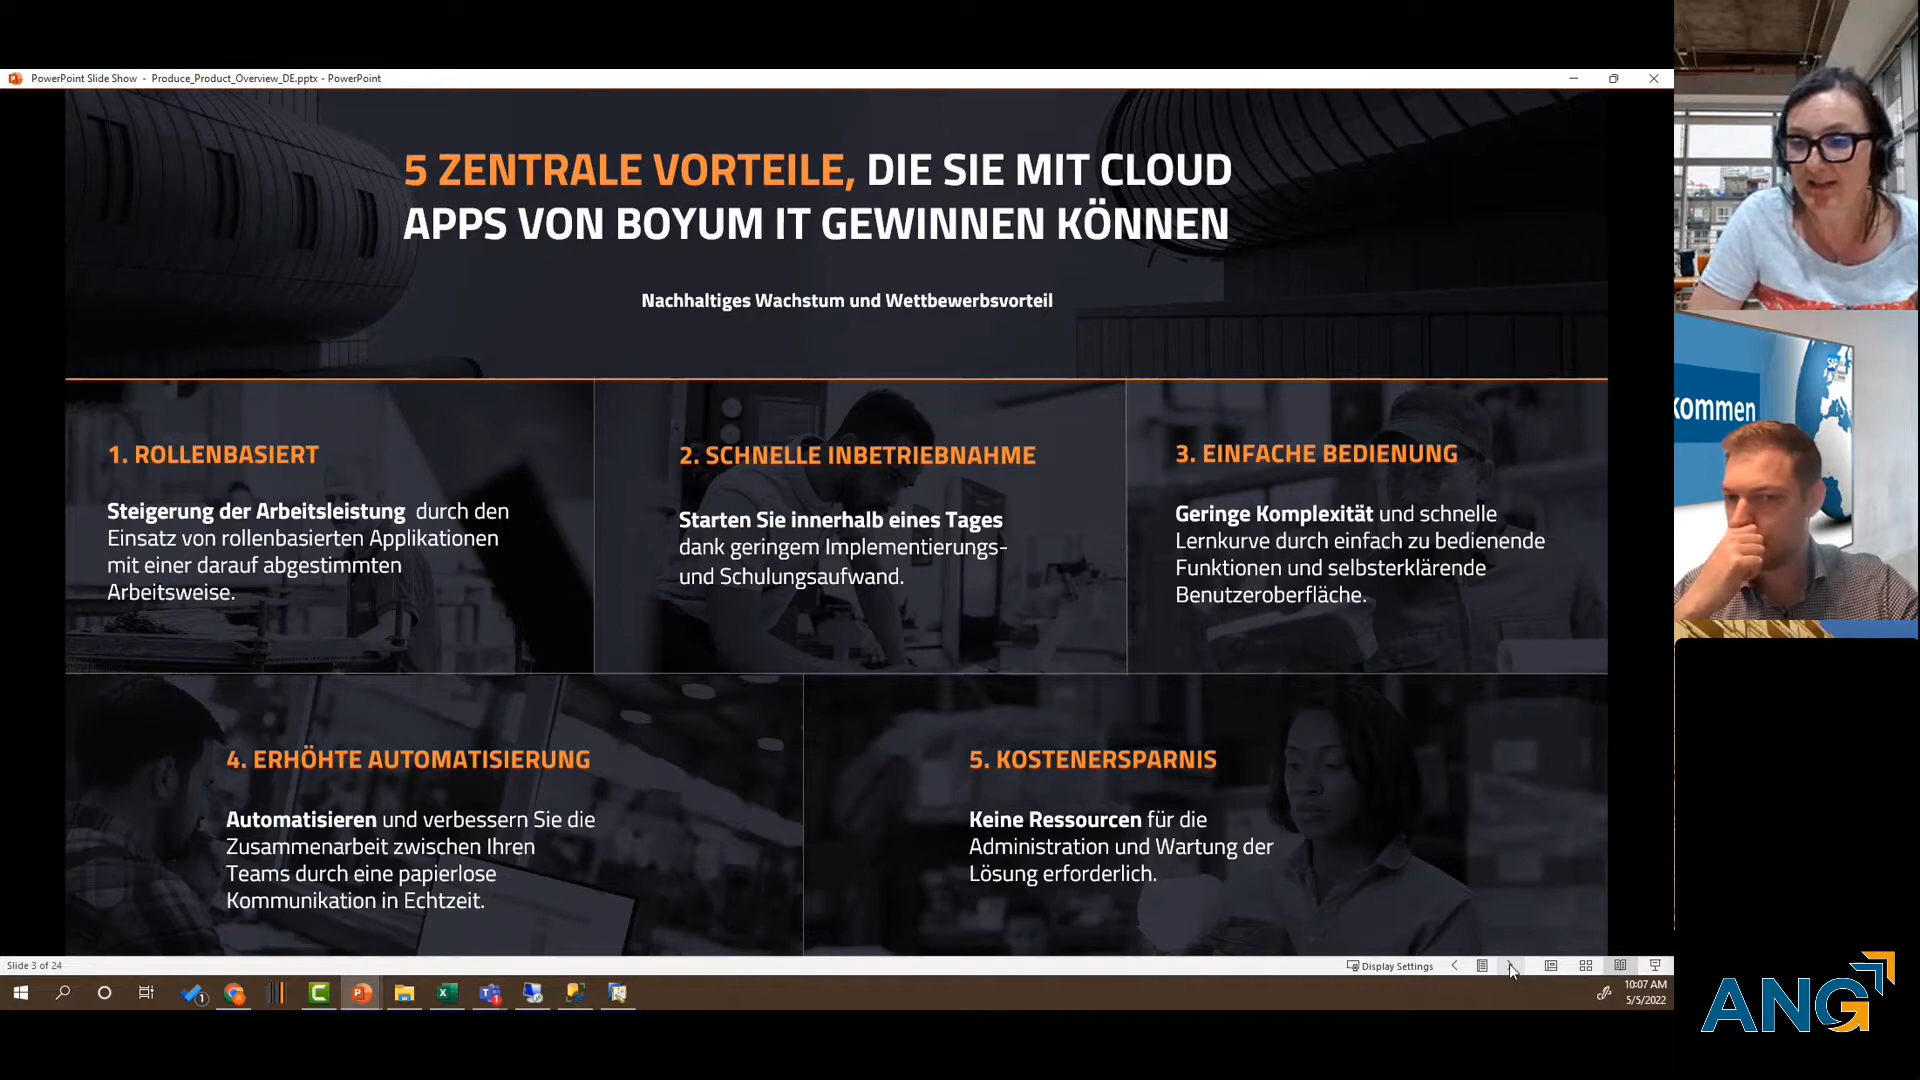 PowerPoint Slide Show - Produce_Product_Overview_DE.pptx - PowerPoint
5 ZENTRALE VORTEILE, DIE SIE MIT CLOUD
APPS VON BOYUM IT GEWINNEN KÖNNEN
Nachhaltiges Wachstum und Wettbewerbsvorteil
1. ROLLENBASIERT
Steigerung der Arbeitsleistung durch den
Einsatz von rollenbasierten Applikationen
mit einer darauf abgestimmten
Arbeitsweise.
2. SCHNELLE INBETRIEBNAHME
Starten Sie innerhalb eines Tages
dank geringem Implementierungs-
und Schulungsaufwand.
3. EINFACHE BEDIENUNG
Geringe Komplexität und schnelle
Lernkurve durch einfach zu bedienende
Funktionen und selbsterklärende
Benutzeroberfläche.
4. ERHÖHTE AUTOMATISIERUNG
Automatisieren und verbessern Sie die
Zusammenarbeit zwischen Ihren
Teams durch eine papierlose
Kommunikation in Echtzeit.
5. KOSTENERSPARNIS
Keine Ressourcen für die
Administration und Wartung der
Lösung erforderlich.
Slide 3 of 24
Display Settings
10:07 AM
5/5/2022
kommen
SAP
ANG